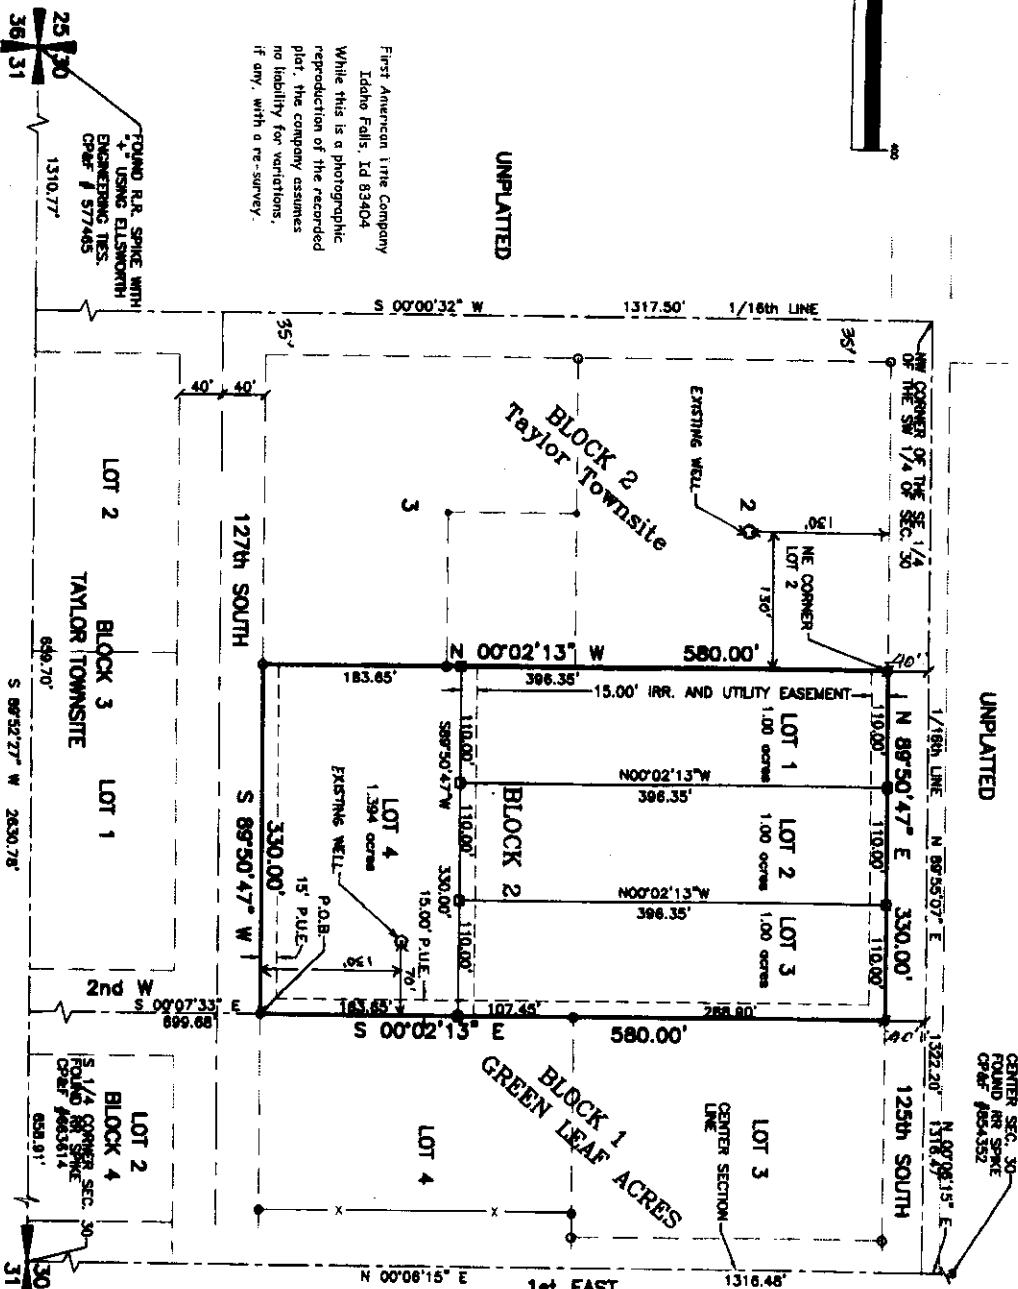 400
UNPLATTED
First American Title Company
Idaho Falls, Id 83404
While this is a photographic
reproduction of the recorded
plat, the company assumes
no liability for variations,
if any, with a re-survey.
25 30
36 31
FOUND R.R. SPIKE WITH
"+" USING ELLSWORTH
ENGINEERING TIES.
CP&F # 577465
1310.77'
S 00°00'32" W
1317.50'
1/16th LINE
35'
35'
NW CORNER OF THE SE 1/4
OF THE SW 1/4 OF SEC. 30
40'
40'
BLOCK 2
Taylor Townsite
EXISTING WELL
2
3
130'
130'
NE CORNER
LOT 2
127th SOUTH
LOT 2
BLOCK 3
LOT 1
TAYLOR TOWNSITE
659.70'
S 89°52'27" W 2630.78'
UNPLATTED
40'
1/16th LINE
N 89°55'07" E
1322.20'
N 00°02'13" W
580.00'
183.65'
396.35'
15.00' IRR. AND UTILITY EASEMENT
N 89°50'47" E
330.00'
110.00'
110.00'
110.00'
LOT 1
1.00 acres
N00°02'13"W
396.35'
LOT 2
1.00 acres
N00°02'13"W
396.35'
LOT 3
1.00 acres
BLOCK 2
110.00'
S89°50'47"W
110.00'
330.00'
110.00'
LOT 4
1.394 acres
EXISTING WELL
15.00' P.U.E.
130'
70'
330.00'
S 89°50'47" W
15' P.U.E.
P.O.B.
183.65'
107.45'
S 00°02'13" E
580.00'
40'
2nd W
S 00°07'33" E
699.68'
BLOCK 1
GREEN LEAF ACRES
LOT 3
LOT 4
CENTER SECTION
LINE
125th SOUTH
N 00°06'15" E
1316.47'
CENTER SEC. 30
FOUND RR SPIKE
CP&F #854352
LOT 2
BLOCK 4
S 1/4 CORNER SEC. 30
FOUND RR SPIKE
CP&F #663614
658.91'
N 00°06'15" E
1st EAST
1316.46'
30
31